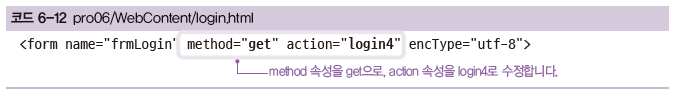 코드 6-12 pro06/WebContent/login.html
<form name="frmLogin" method="get" action="login4" encType="utf-8">
method 속성을 get으로, action 속성을 login4로 수정합니다.